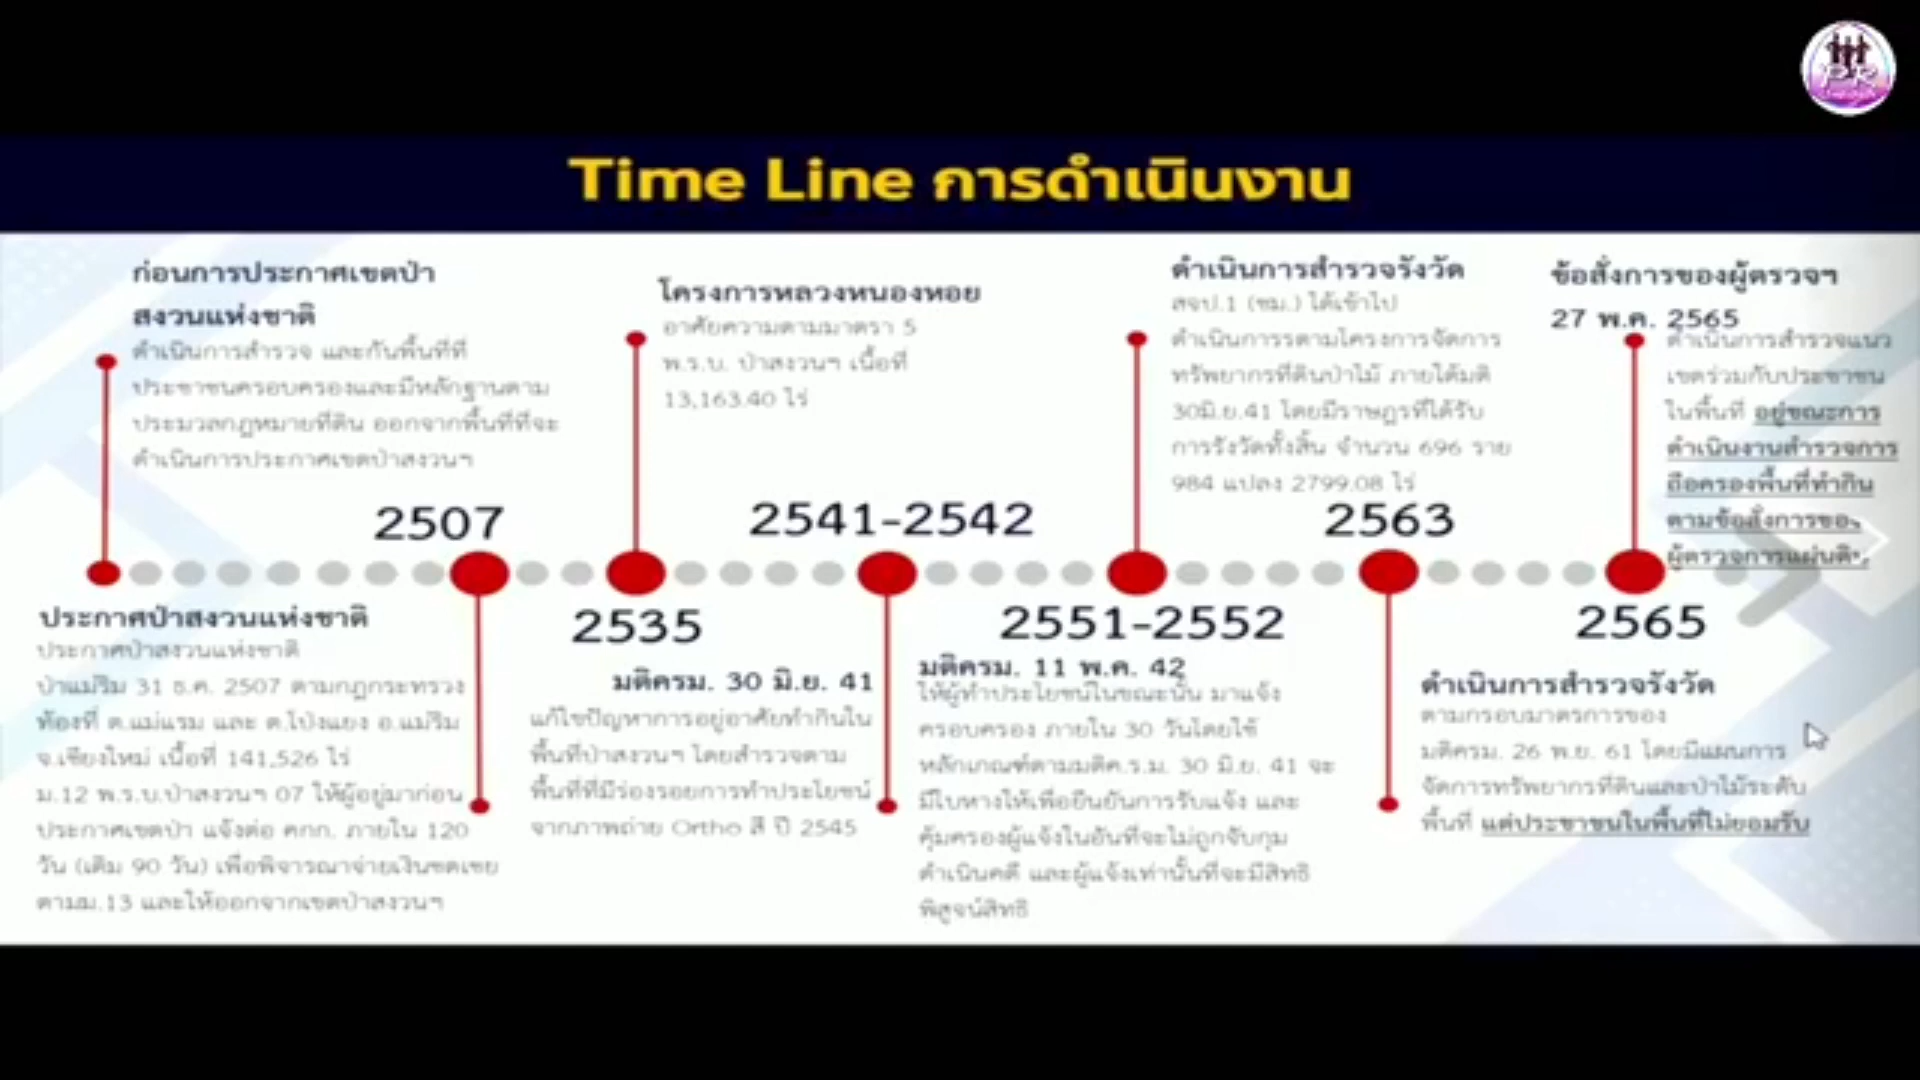 PR
Time Line การดำเนินงาน
ก่อนการประกาศเขตป่า
สงวนแห่งชาติ
ดำเนินการสำรวจ และกันพื้นที่ที่
ประชาชนครอบครองและมีหลักฐานตาม
ประมวลกฎหมายที่ดิน ออกจากพื้นที่ที่จะ
ดำเนินการประกาศเขตป่าสงวนฯ
2507
ประกาศป่าสงวนแห่งชาติ
ประกาศป่าสงวนแห่งชาติ
ป่าแม่ริม 31 ธ.ค. 2507 ตามกฎกระทรวง
ท้องที่ ต.แม่แรม และ ต.โป่งแยง อ.แม่ริม
จ.เชียงใหม่ เนื้อที่ 141,526 ไร่
ม.12 พ.ร.บ.ป่าสงวนฯ 07 ให้ผู้อยู่มาก่อน
ประกาศเขตป่า แจ้งต่อ คกก. ภายใน 120
วัน (เดิม 90 วัน) เพื่อพิจารณาจ่ายเงินชดเชย
ตามม.13 และให้ออกจากเขตป่าสงวนฯ
โครงการหลวงหนองหอย
อาศัยความตามมาตรา 5
พ.ร.บ. ป่าสงวนฯ เนื้อที่
13,163.40 ไร่
2535
2541-2542
มติครม. 30 มิ.ย. 41
แก้ไขปัญหาการอยู่อาศัยทำกินใน
พื้นที่ป่าสงวนฯ โดยสำรวจตาม
พื้นที่ที่มีร่องรอยการทำประโยชน์
จากภาพถ่าย Ortho สี ปี 2545
มติครม. 11 พ.ค. 42
ให้ผู้ทำประโยชน์ในขณะนั้น มาแจ้ง
ครอบครอง ภายใน 30 วันโดยใช้
หลักเกณฑ์ตามมติค.ร.ม. 30 มิ.ย. 41 จะ
มีใบทางให้เพื่อยืนยันการรับแจ้ง และ
คุ้มครองผู้แจ้งในอันที่จะไม่ถูกจับกุม
ดำเนินคดี และผู้แจ้งเท่านั้นที่จะมีสิทธิ
พิสูจน์สิทธิ
ดำเนินการสำรวจรังวัด
สจป.1 (ชม.) ได้เข้าไป
ดำเนินการรตามโครงการจัดการ
ทรัพยากรที่ดินป่าไม้ ภายใต้มติ
30มิ.ย.41 โดยมีราษฎรที่ได้รับ
การรังวัดทั้งสิ้น จำนวน 696 ราย
984 แปลง 2799.08 ไร่
2551-2552
2563
ดำเนินการสำรวจรังวัด
ตามกรอบมาตรการของ
มติครม. 26 พ.ย. 61 โดยมีแผนการ
จัดการทรัพยากรที่ดินและป่าไม้ระดับ
พื้นที่ แต่ประชาชนในพื้นที่ไม่ยอมรับ
ข้อสั่งการของผู้ตรวจฯ
27 พ.ค. 2565
ดำเนินการสำรวจแนว
เขตร่วมกับประชาชน
ในพื้นที่ อยู่ขณะการ
ดำเนินงานสำรวจการ
ถือครองพื้นที่ทำกิน
ตามข้อสั่งการของ
ผู้ตรวจการแผ่นดิน
2565